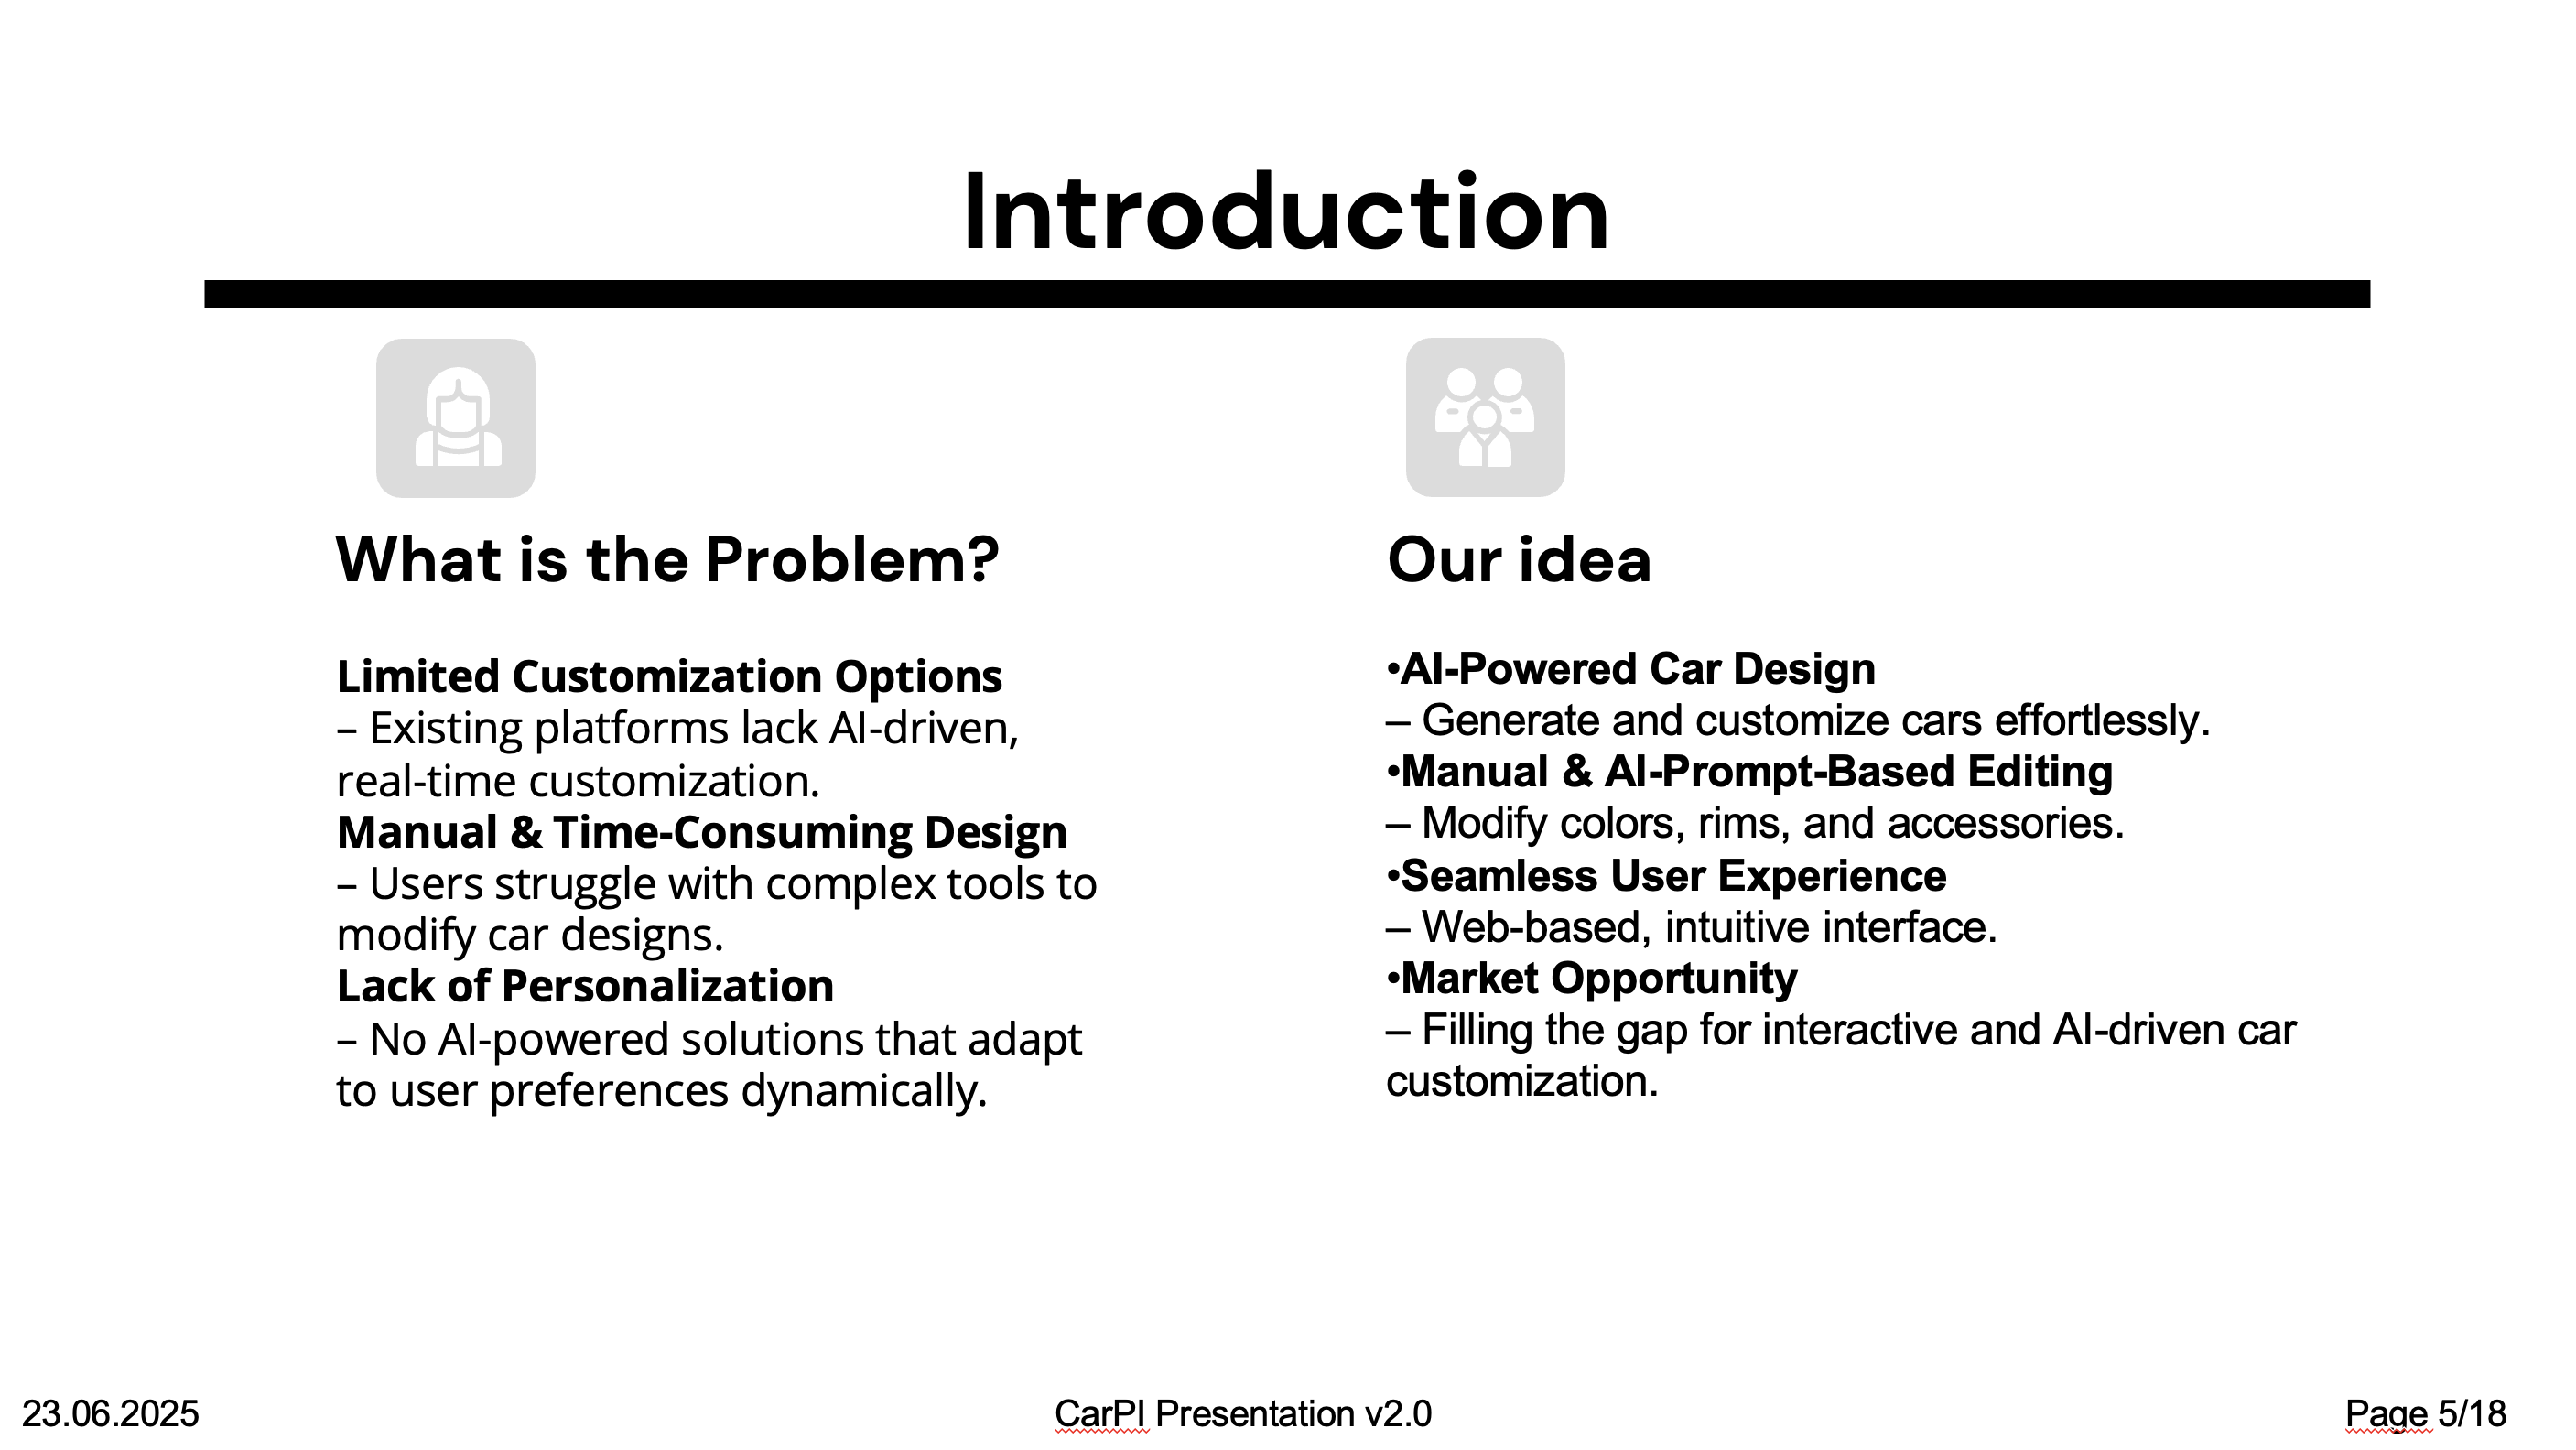 Introduction
What is the Problem?
Limited Customization Options
– Existing platforms lack AI-driven,
real-time customization.
Manual & Time-Consuming Design
– Users struggle with complex tools to
modify car designs.
Lack of Personalization
– No AI-powered solutions that adapt
to user preferences dynamically.
Our idea
•AI-Powered Car Design
– Generate and customize cars effortlessly.
•Manual & AI-Prompt-Based Editing
– Modify colors, rims, and accessories.
•Seamless User Experience
– Web-based, intuitive interface.
•Market Opportunity
– Filling the gap for interactive and AI-driven car
customization.
23.06.2025
CarPI Presentation v2.0
Page 5/18